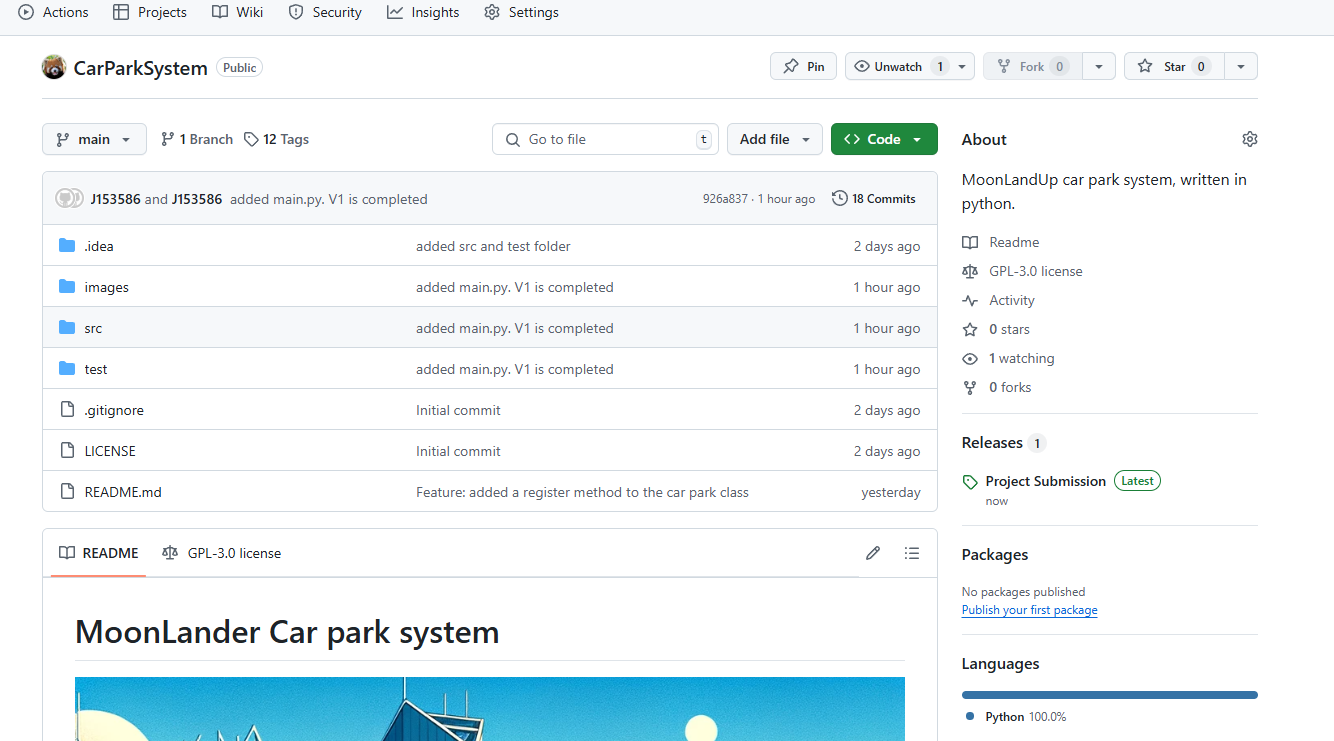 Actions Projects Wiki Security Insights Settings
CarParkSystem Public
Pin Unwatch 1 Fork 0 Star 0
main 1 Branch 12 Tags Go to file t Add file Code
J153586 and J153586 added main.py. V1 is completed 926a837 · 1 hour ago 18 Commits
.idea added src and test folder 2 days ago
images added main.py. V1 is completed 1 hour ago
src added main.py. V1 is completed 1 hour ago
test added main.py. V1 is completed 1 hour ago
.gitignore Initial commit 2 days ago
LICENSE Initial commit 2 days ago
README.md Feature: added a register method to the car park class yesterday
README GPL-3.0 license
MoonLander Car park system
About
MoonLandUp car park system, written in
python.
Readme
GPL-3.0 license
Activity
0 stars
1 watching
0 forks
Releases 1
Project Submission Latest
now
Packages
No packages published
Publish your first package
Languages
Python 100.0%